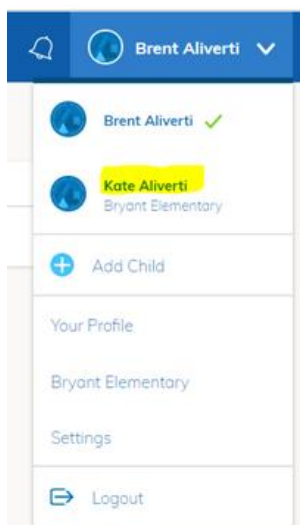 Brent Aliverti
Brent Aliverti
Kate Aliverti
Bryant Elementary
Add Child
Your Profile
Bryant Elementary
Settings
Logout